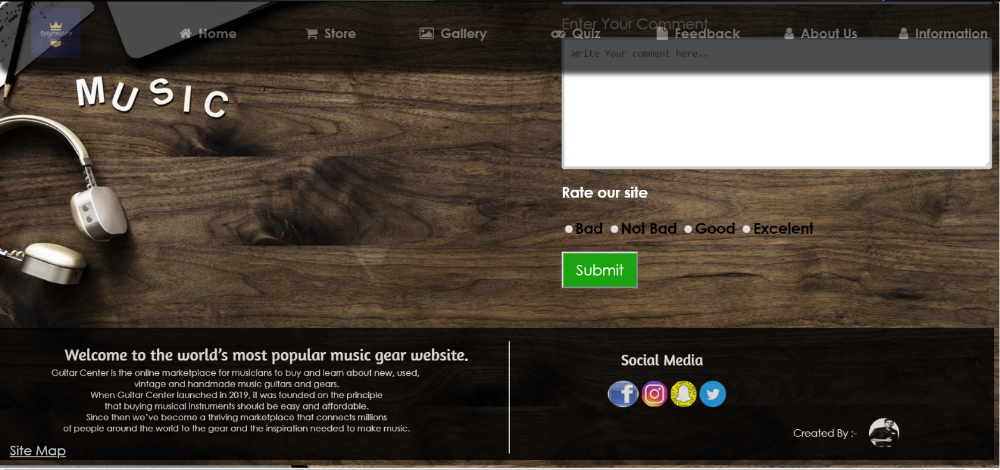 Enter Your Comment
Home Store Gallery Quiz Feedback About Us Information
Write Your comment here..
MUSIC
Rate our site
Bad Not Bad Good Excelent
Submit
Welcome to the world's most popular music gear website.
Guitar Center is the online marketplace for musicians to buy and learn about new, used,
vintage and handmade music guitars and gears.
When Guitar Center launched in 2019, it was founded on the principle
that buying musical instruments should be easy and affordable.
Since then we've become a thriving marketplace that connects millions
of people around the world to the gear and the inspiration needed to make music.
Site Map
Social Media
Created By :-